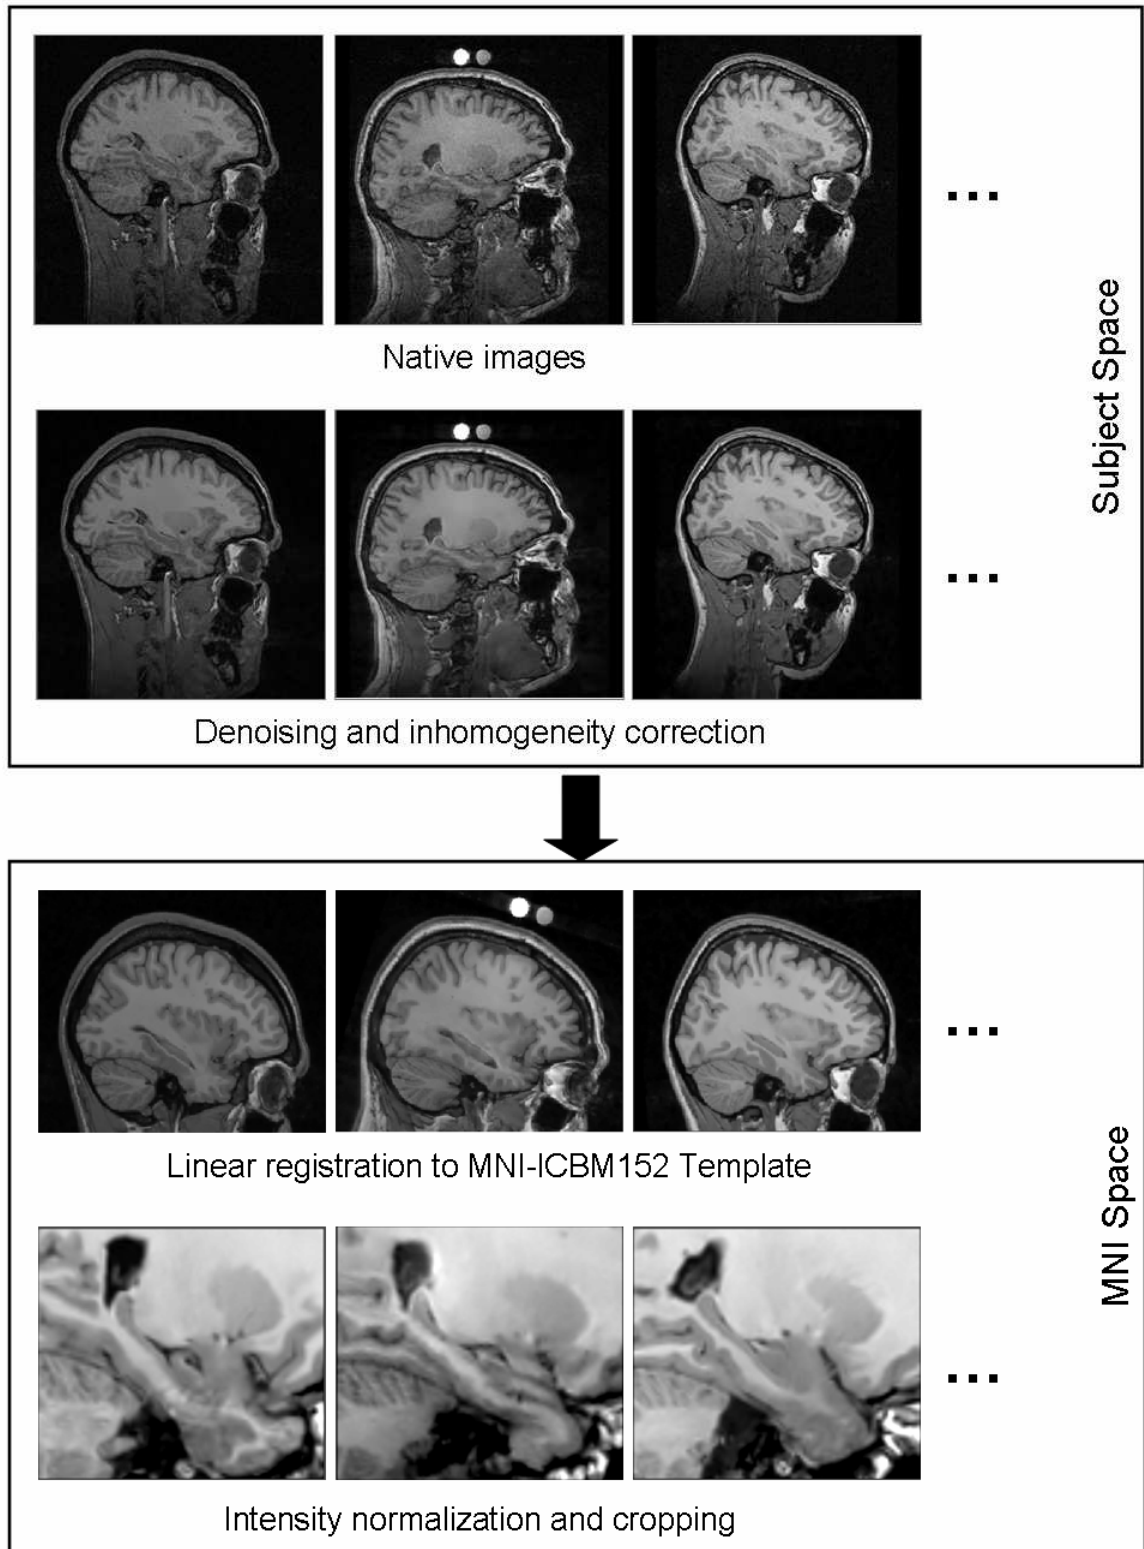 ...
Native images
Subject Space
...
Denoising and inhomogeneity correction
...
Linear registration to MNI-ICBM152 Template
MNI Space
...
Intensity normalization and cropping